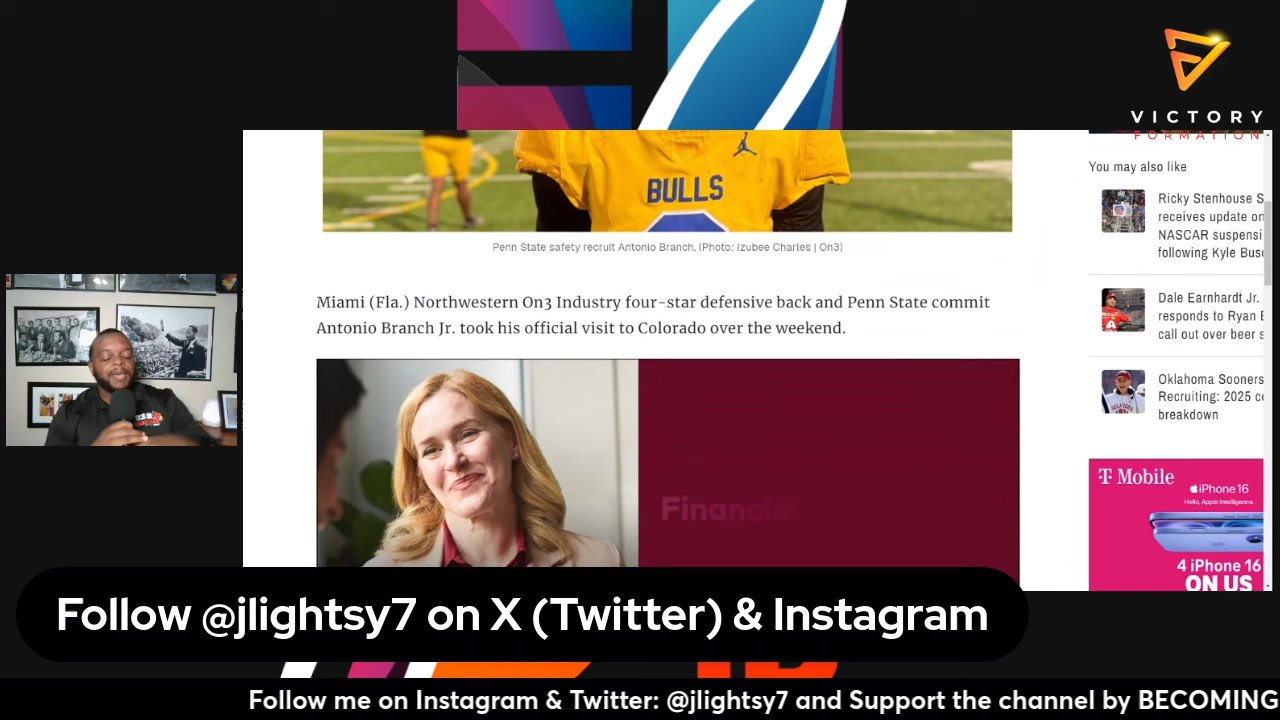 VICTORY
FORMATION
BULLS
Penn State safety recruit Antonio Branch. (Photo: Izubee Charles | On3)
Miami (Fla.) Northwestern On3 Industry four-star defensive back and Penn State commit
Antonio Branch Jr. took his official visit to Colorado over the weekend.
Financi
You may also like
Ricky Stenhouse S
receives update on
NASCAR suspensi
following Kyle Bus
Dale Earnhardt Jr.
responds to Ryan
call out over beer s
Oklahoma Sooners
Recruiting: 2025 c
breakdown
T Mobile
iPhone 16
Hello, Apple Intelligence.
4 iPhone 16
ON US
Follow @jlightsy7 on X (Twitter) & Instagram
Follow me on Instagram & Twitter: @jlightsy7 and Support the channel by BECOMING